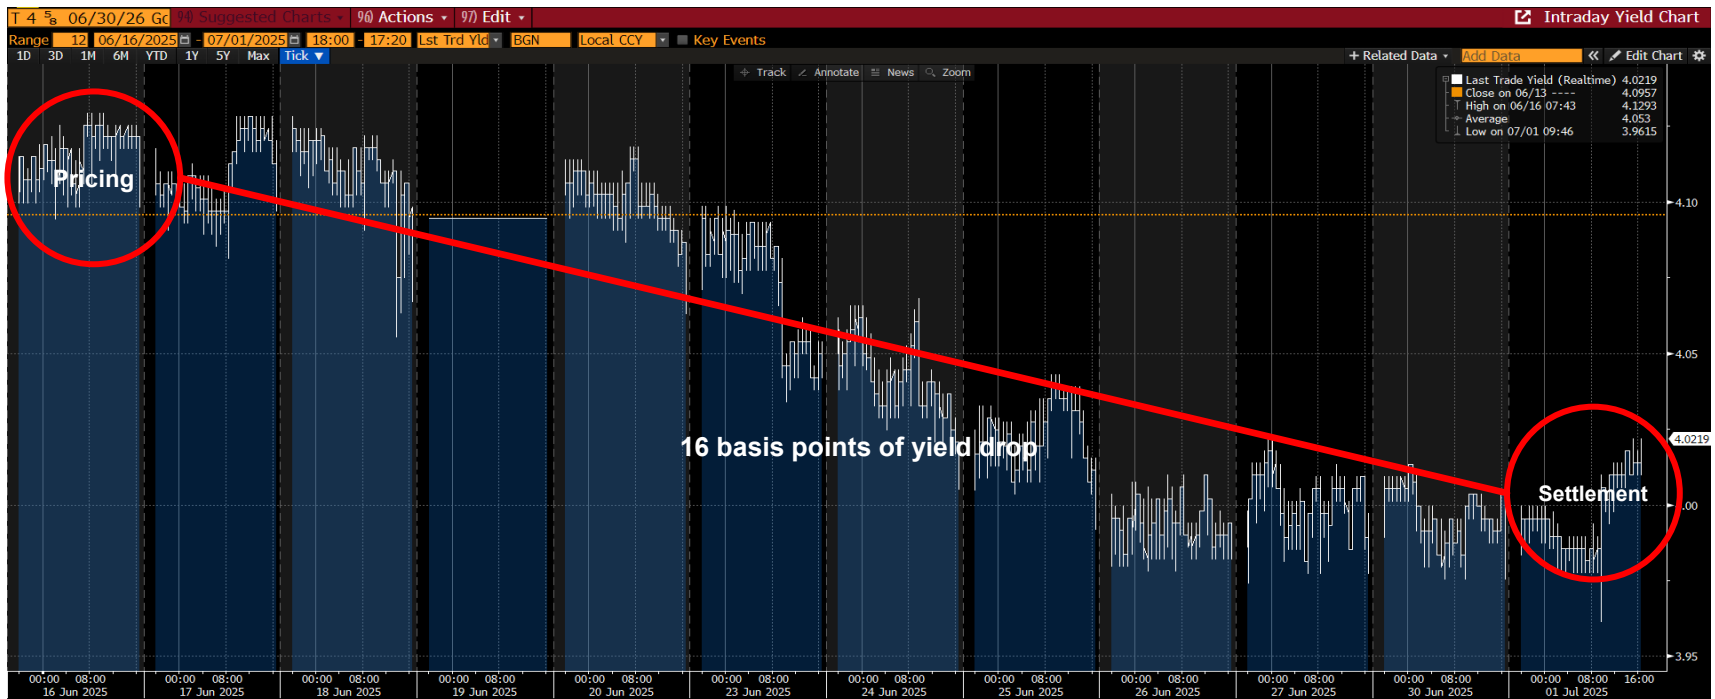 T 4 5/8 06/30/26 Go 94) Suggested Charts 96) Actions 97) Edit Intraday Yield Chart
Range 12 06/16/2025 - 07/01/2025 18:00 - 17:20 Lst Trd Yld BGN Local CCY Key Events
1D 3D 1M 6M YTD 1Y 5Y Max Tick ▼ + Related Data Add Data « Edit Chart
Track Annotate News Zoom
Last Trade Yield (Realtime) 4.0219
Close on 06/13 ---- 4.0957
High on 06/16 07:43 4.1293
Average 4.053
Low on 07/01 09:46 3.9615
Pricing
4.10
4.05
4.0219
16 basis points of yield drop
Settlement
4.00
3.95
00:00 08:00 00:00 08:00 00:00 08:00 00:00 08:00 00:00 08:00 00:00 08:00 00:00 08:00 00:00 08:00 00:00 08:00 00:00 08:00 00:00 08:00 00:00 08:00 16:00
16 Jun 2025 17 Jun 2025 18 Jun 2025 19 Jun 2025 20 Jun 2025 23 Jun 2025 24 Jun 2025 25 Jun 2025 26 Jun 2025 27 Jun 2025 30 Jun 2025 01 Jul 2025